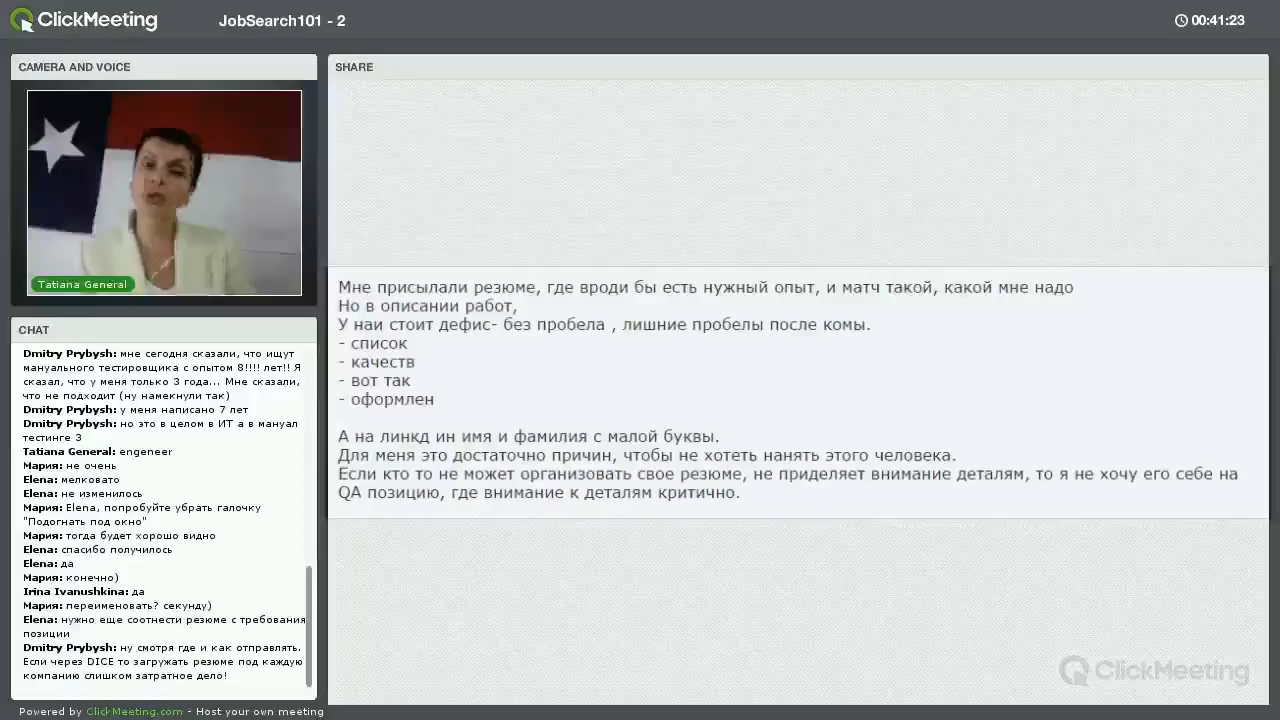 ClickMeeting
JobSearch101 - 2
00:41:23
CAMERA AND VOICE
Tatiana General
CHAT
Dmitry Prybysh: мне сегодня сказали, что ищут
мануального тестировщика с опытом 8!!!! лет!! Я
сказал, что у меня только 3 года... Мне сказали,
что не подходит (ну намекнули так)
Dmitry Prybysh: у меня написано 7 лет
Dmitry Prybysh: но это в целом в ИТ а в мануал
тестинге 3
Tatiana General: engeneer
Мария: не очень
Elena: мелковато
Elena: не изменилось
Мария: Elena, попробуйте убрать галочку
"Подогнать под окно"
Мария: тогда будет хорошо видно
Elena: спасибо получилось
Elena: да
Мария: конечно)
Irina Ivanushkina: да
Мария: переименовать? секунду)
Elena: нужно еще соотнести резюме с требования
позиции
Dmitry Prybysh: ну смотря где и как отправлять.
Если через DICE то загружать резюме под каждую
компанию слишком затратное дело!
SHARE
Мне присылали резюме, где вроди бы есть нужный опыт, и матч такой, какой мне надо
Но в описании работ,
У наи стоит дефис- без пробела , лишние пробелы после комы.
- список
- качеств
- вот так
- оформлен
А на линкд ин имя и фамилия с малой буквы.
Для меня это достаточно причин, чтобы не хотеть нанять этого человека.
Если кто то не может организовать свое резюме, не приделяет внимание деталям, то я не хочу его себе на
QA позицию, где внимание к деталям критично.
ClickMeeting
Powered by ClickMeeting.com - Host your own meeting